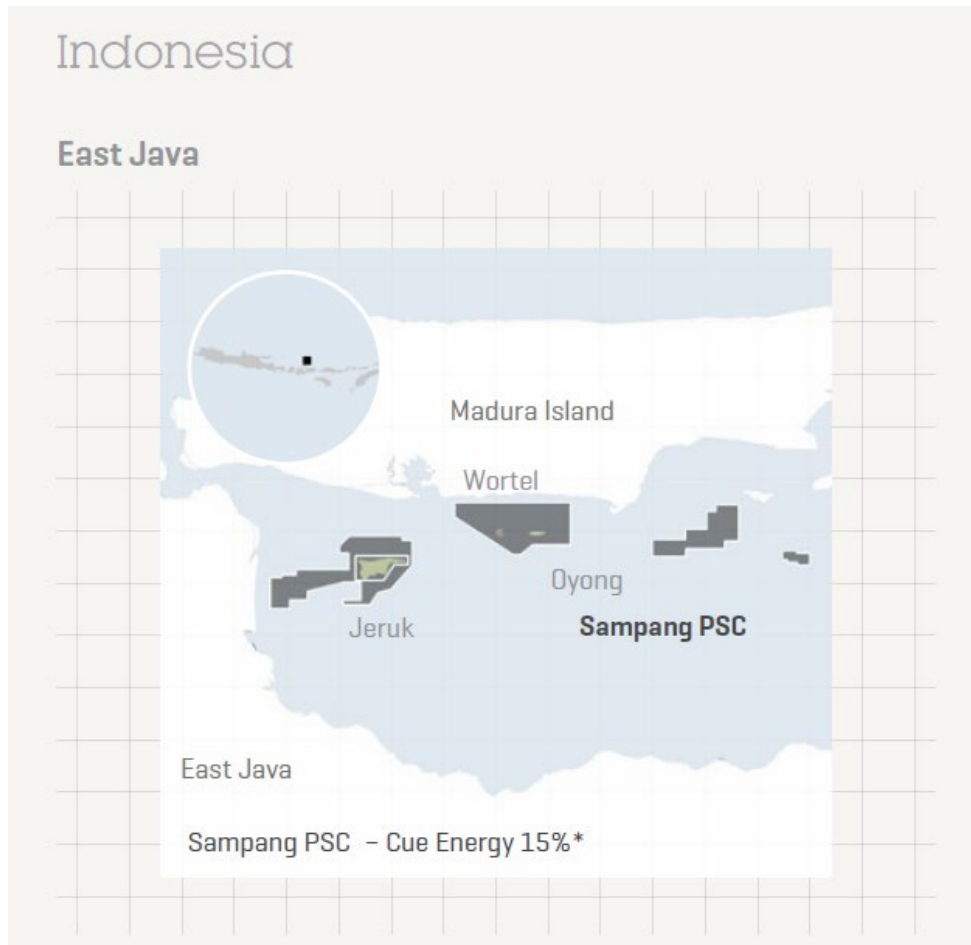 Indonesia
East Java
Madura Island
Wortel
Oyong
Jeruk
Sampang PSC
East Java
Sampang PSC – Cue Energy 15%*